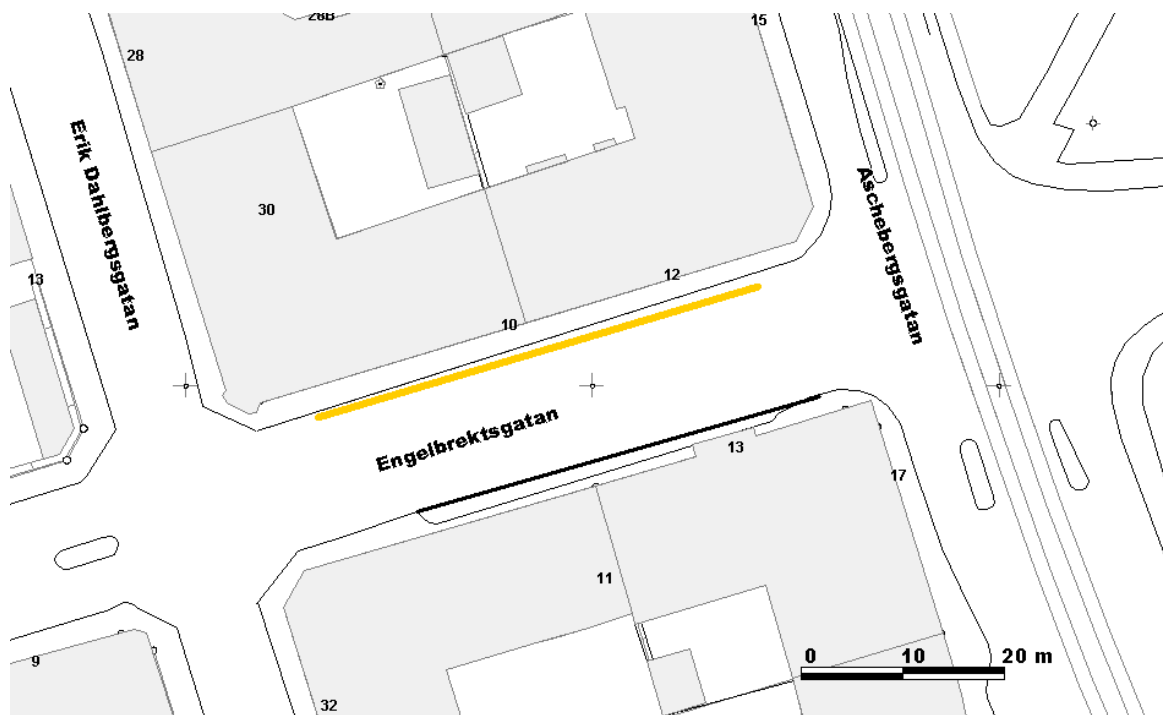 28B
15
28
Erik Dahlbergsgatan
30
Aschebergsgatan
13
12
10
Engelbrektsgatan
13
17
11
0 10 20 m
9
32